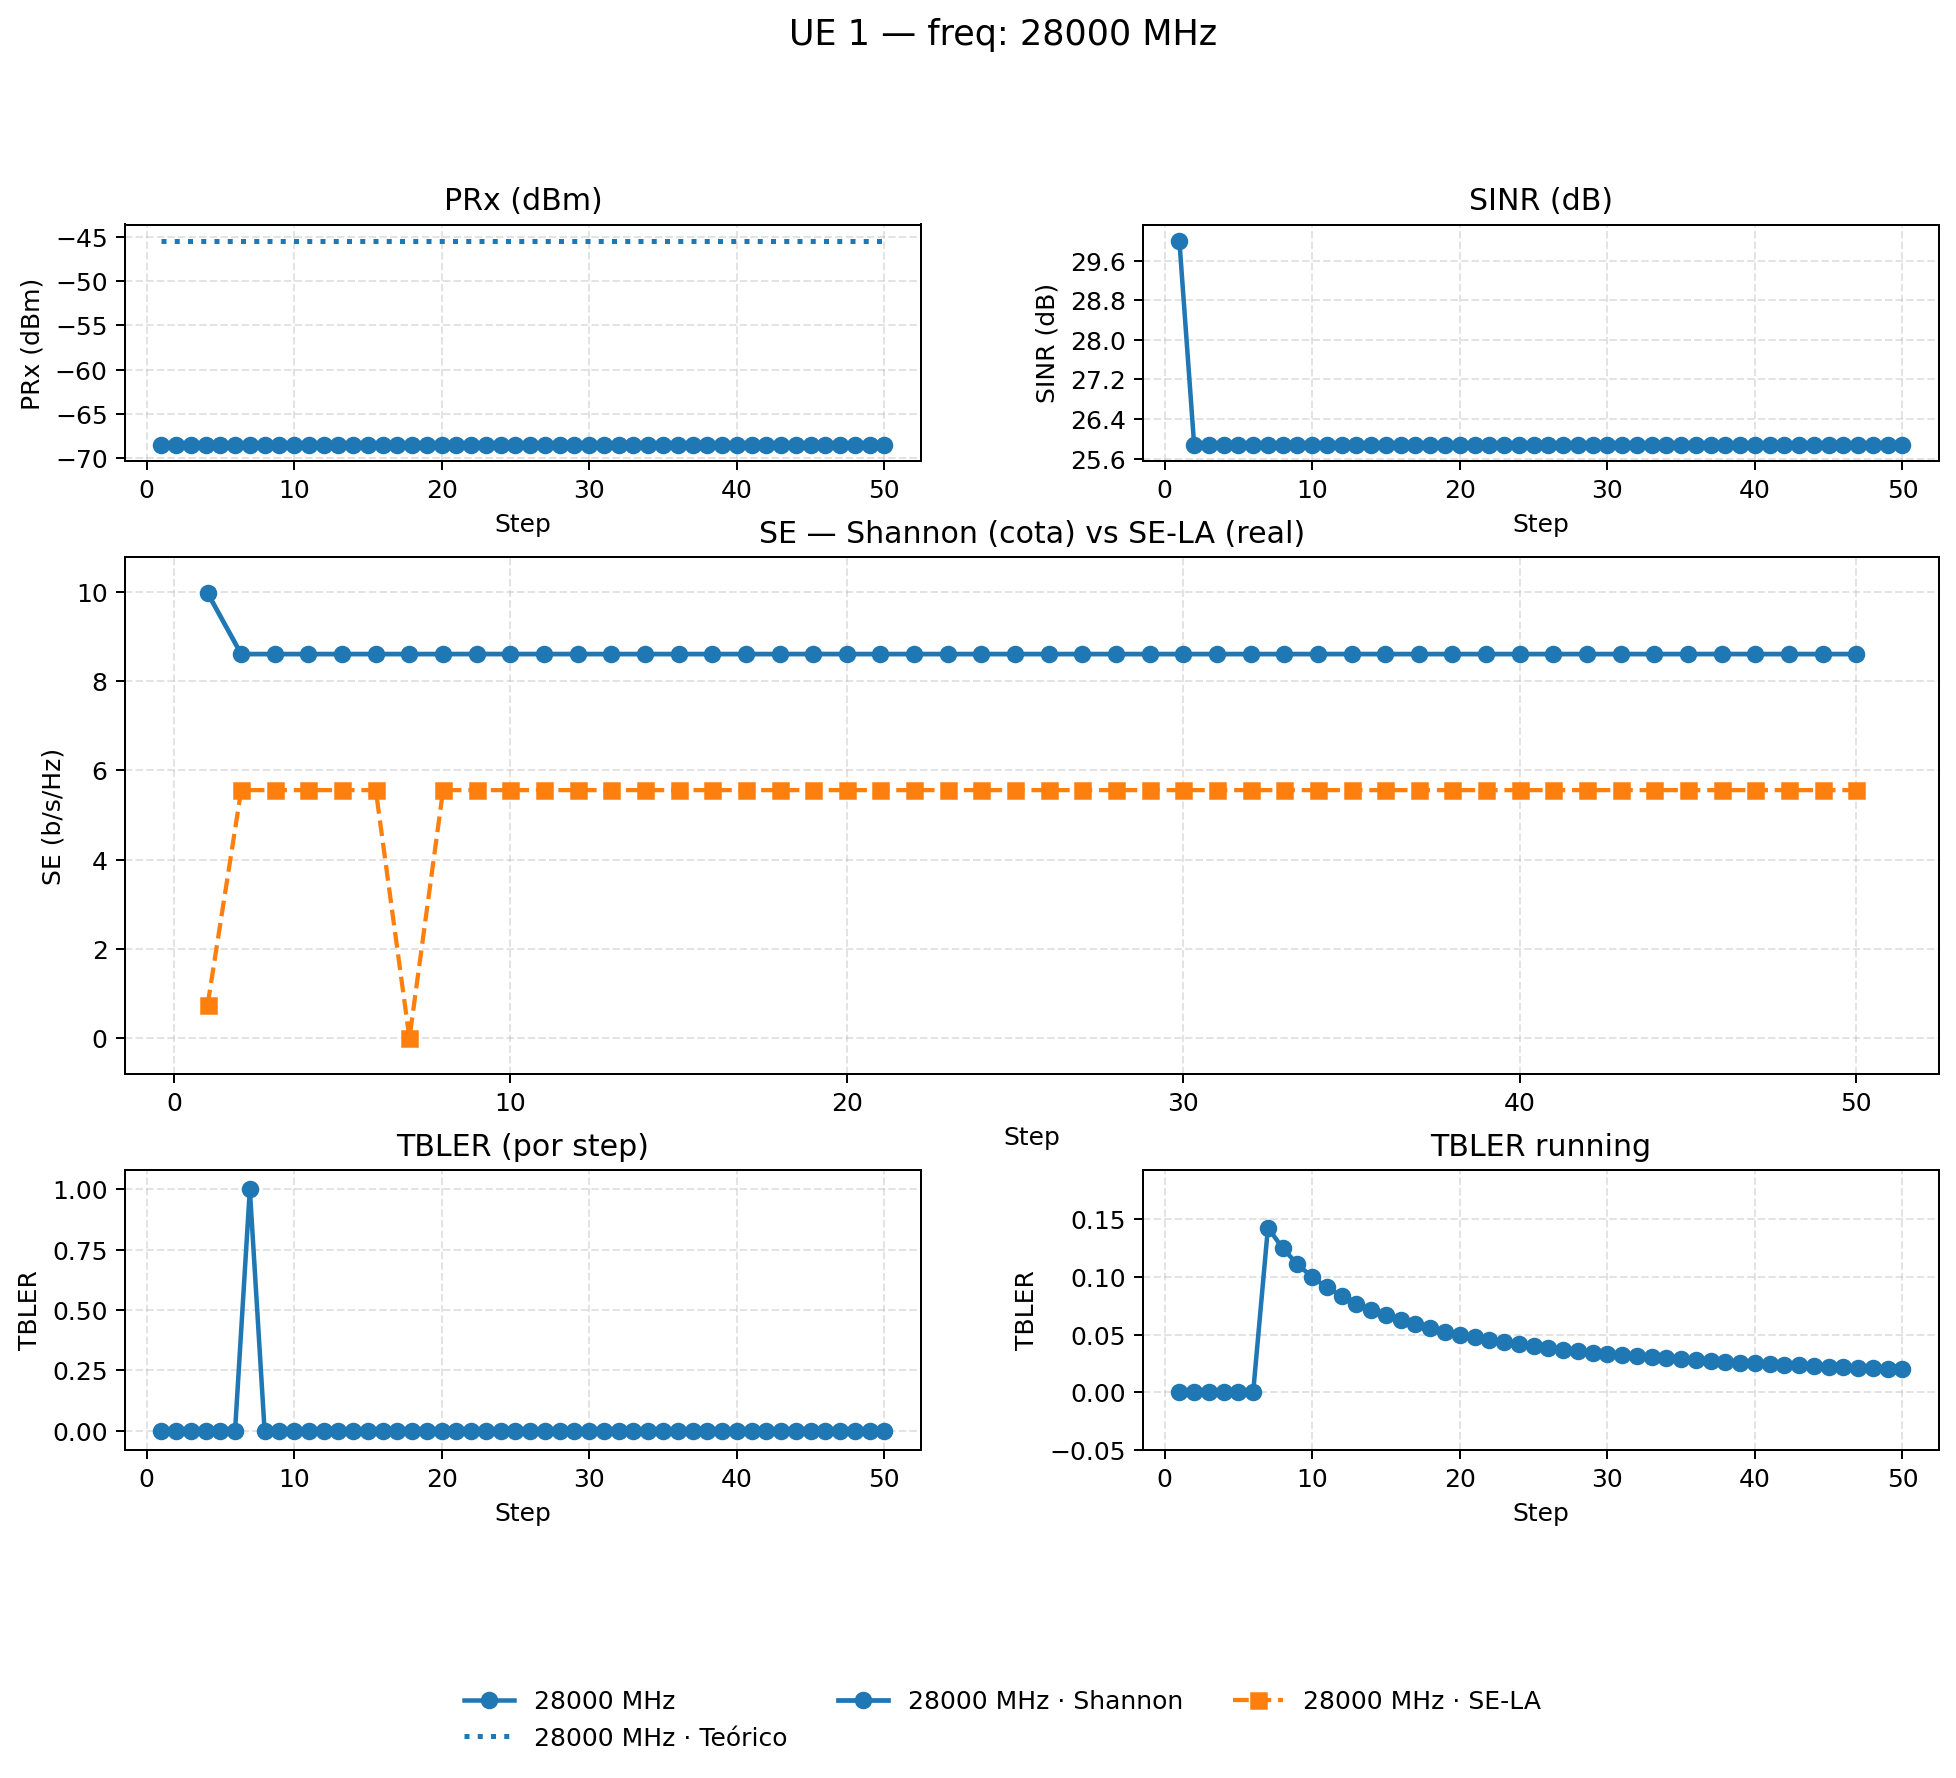 UE 1 — freq: 28000 MHz
PRx (dBm)
PRx (dBm)
−45
−50
−55
−60
−65
−70
0 10 20 30 40 50
Step
SINR (dB)
SINR (dB)
29.6
28.8
28.0
27.2
26.4
25.6
0 10 20 30 40 50
Step
SE — Shannon (cota) vs SE-LA (real)
SE (b/s/Hz)
10
8
6
4
2
0
0 10 20 30 40 50
Step
TBLER (por step)
TBLER
1.00
0.75
0.50
0.25
0.00
0 10 20 30 40 50
Step
TBLER running
TBLER
0.15
0.10
0.05
0.00
−0.05
0 10 20 30 40 50
Step
28000 MHz
28000 MHz · Teórico
28000 MHz · Shannon
28000 MHz · SE-LA